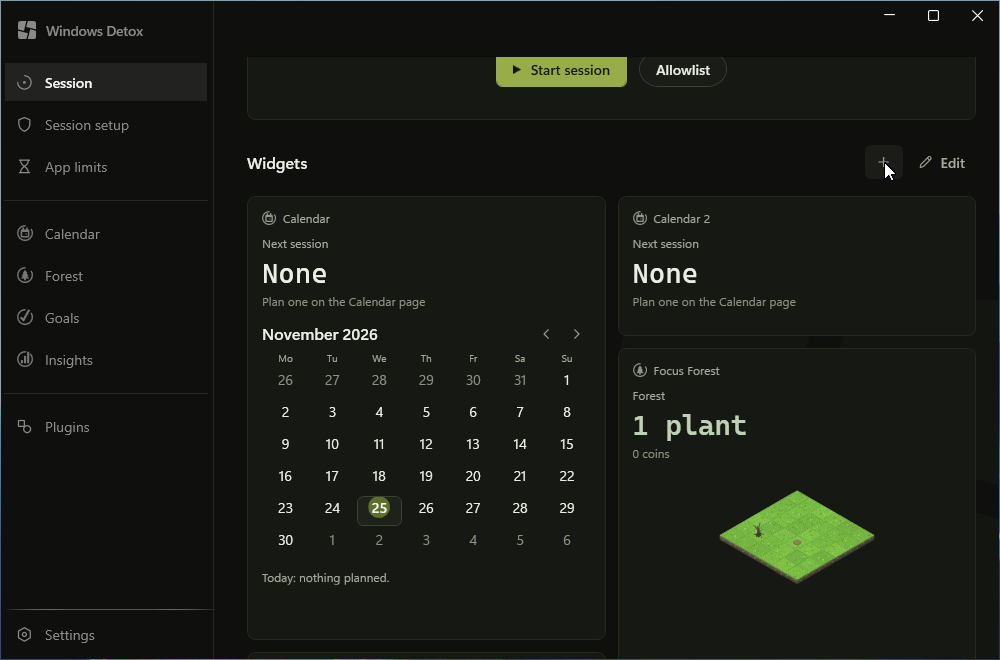 Windows Detox
Session
Session setup
App limits
Calendar
Forest
Goals
Insights
Plugins
Settings
Start session
Allowlist
Widgets
Edit
Calendar
Next session
None
Plan one on the Calendar page
November 2026
Mo Tu We Th Fr Sa Su
26 27 28 29 30 31 1
2 3 4 5 6 7 8
9 10 11 12 13 14 15
16 17 18 19 20 21 22
23 24 25 26 27 28 29
30 1 2 3 4 5 6
Today: nothing planned.
Calendar 2
Next session
None
Plan one on the Calendar page
Focus Forest
Forest
1 plant
0 coins